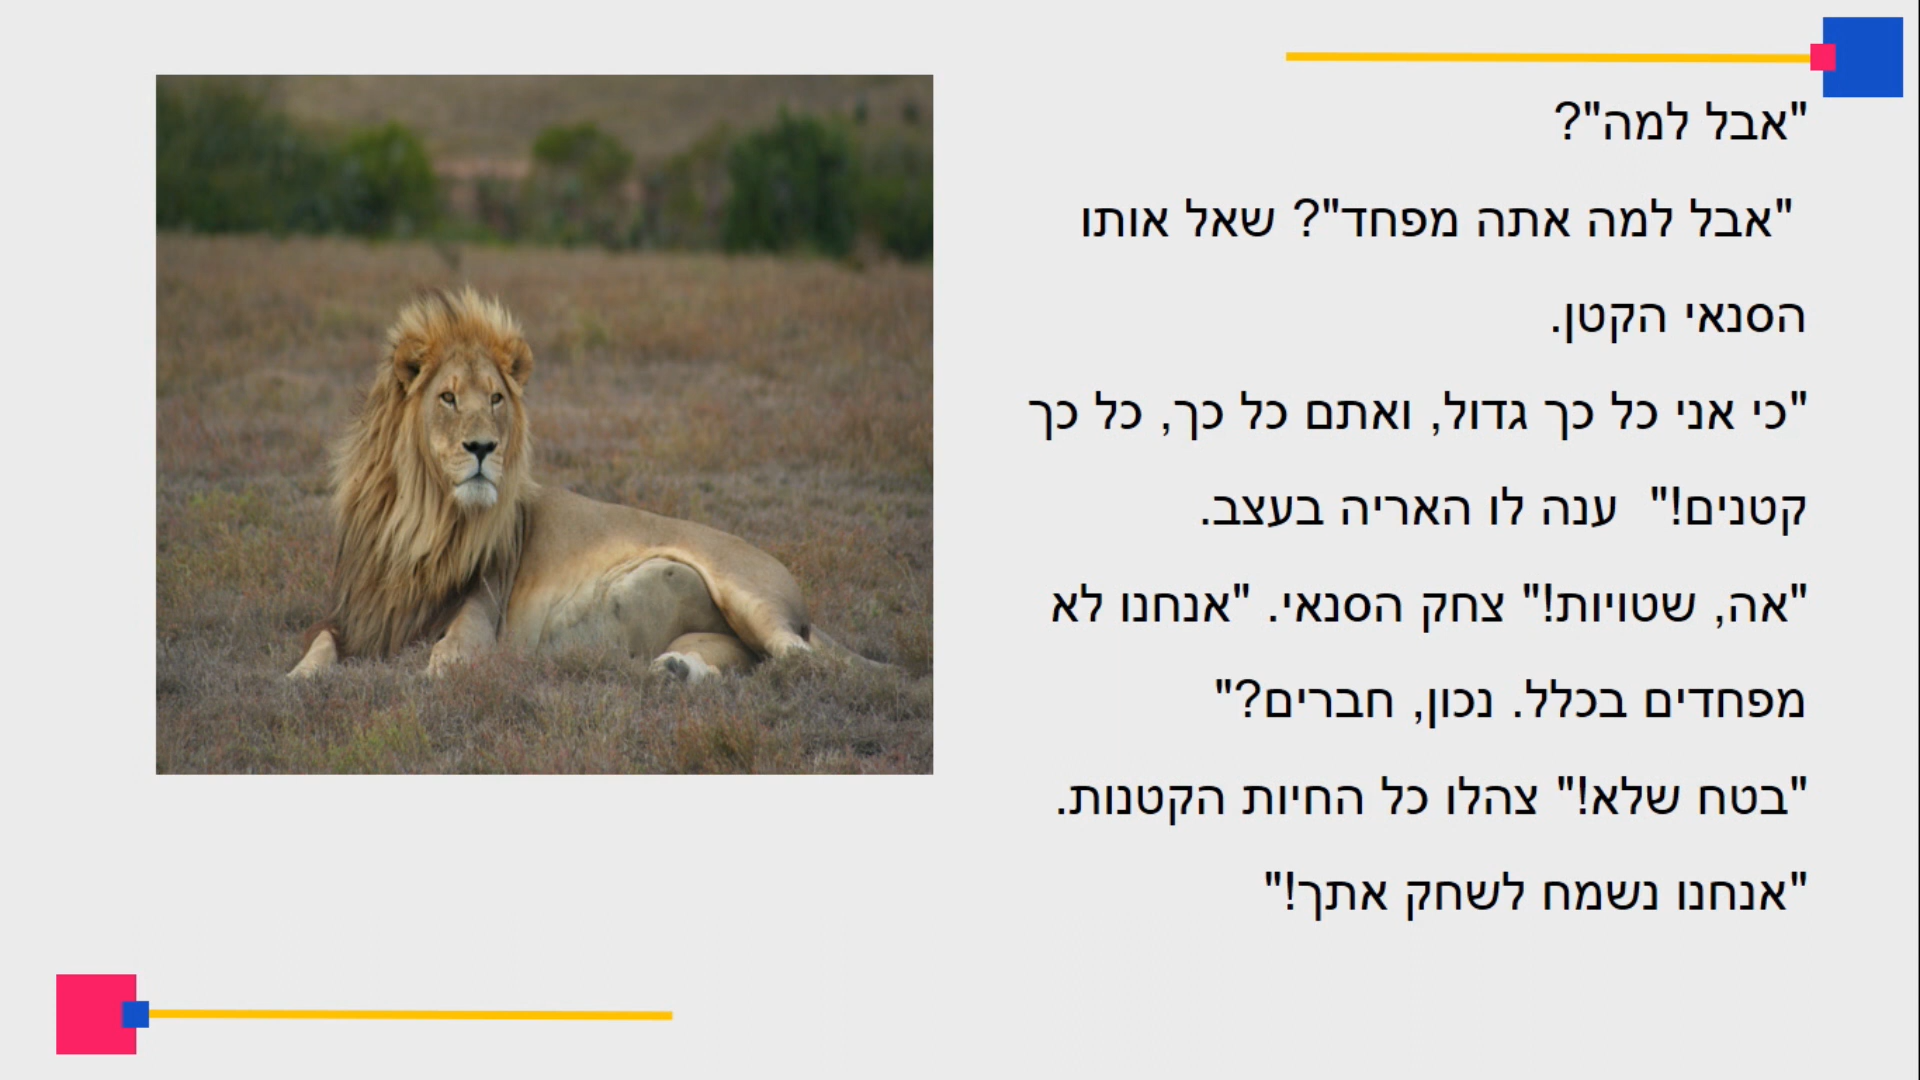 "אבל למה"?
"אבל למה אתה מפחד"? שאל אותו
הסנאי הקטן.
"כי אני כל כך גדול, ואתם כל כך, כל כך
קטנים!"  ענה לו האריה בעצב.
"אה, שטויות!" צחק הסנאי. "אנחנו לא
מפחדים בכלל. נכון, חברים?"
"בטח שלא!" צהלו כל החיות הקטנות.
"אנחנו נשמח לשחק אתך!"